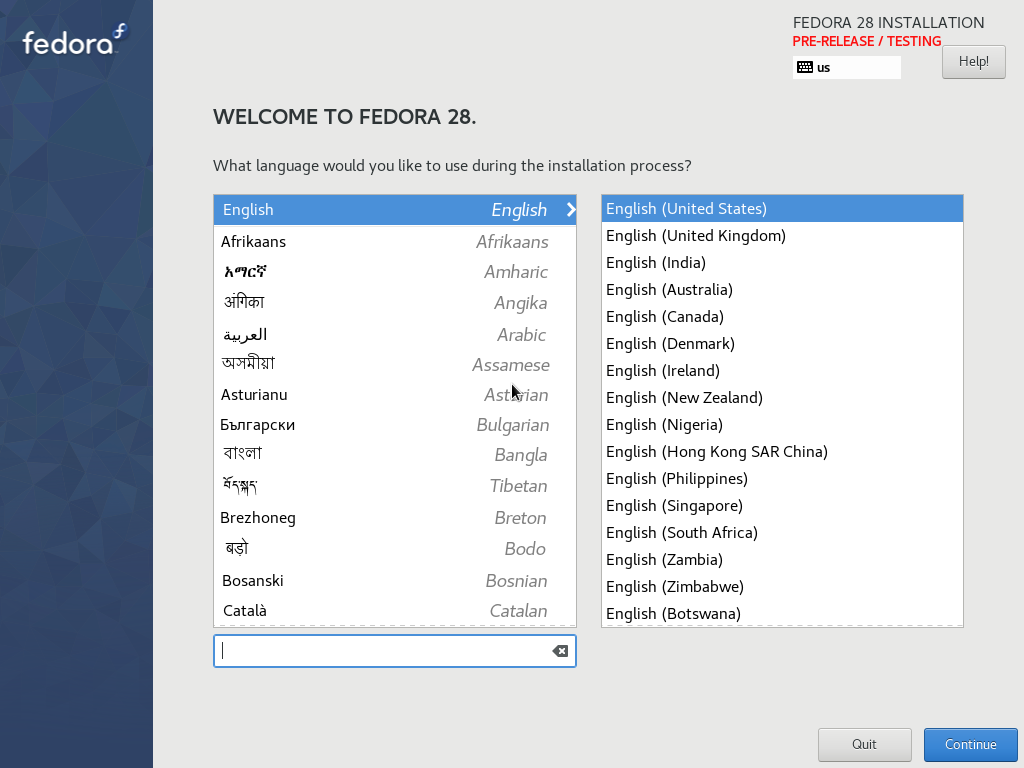 fedora
FEDORA 28 INSTALLATION
PRE-RELEASE / TESTING
us
Help!
WELCOME TO FEDORA 28.
What language would you like to use during the installation process?
English English
Afrikaans Afrikaans
አማርኛ Amharic
अंगिका Angika
العربية Arabic
অসমীয়া Assamese
Asturianu Asturian
Български Bulgarian
বাংলা Bangla
བོད་སྐད་ Tibetan
Brezhoneg Breton
बड़ो Bodo
Bosanski Bosnian
Català Catalan
English (United States)
English (United Kingdom)
English (India)
English (Australia)
English (Canada)
English (Denmark)
English (Ireland)
English (New Zealand)
English (Nigeria)
English (Hong Kong SAR China)
English (Philippines)
English (Singapore)
English (South Africa)
English (Zambia)
English (Zimbabwe)
English (Botswana)
Quit
Continue